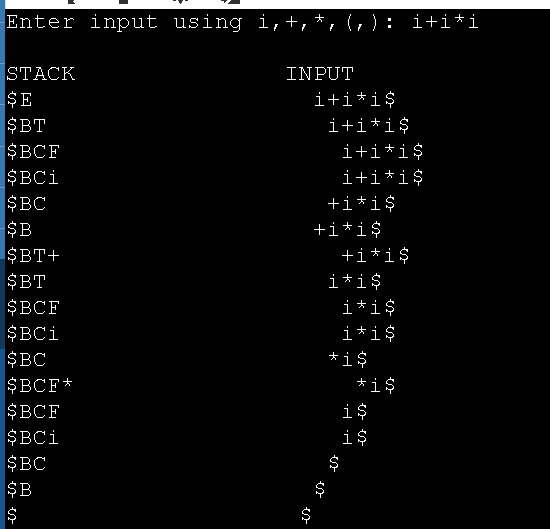 Enter input using i,+,*,(,): i+i*i
STACK INPUT
$E i+i*i$
$BT i+i*i$
$BCF i+i*i$
$BCi i+i*i$
$BC +i*i$
$B +i*i$
$BT+ +i*i$
$BT i*i$
$BCF i*i$
$BCi i*i$
$BC *i$
$BCF* *i$
$BCF i$
$BCi i$
$BC $
$B $
$ $